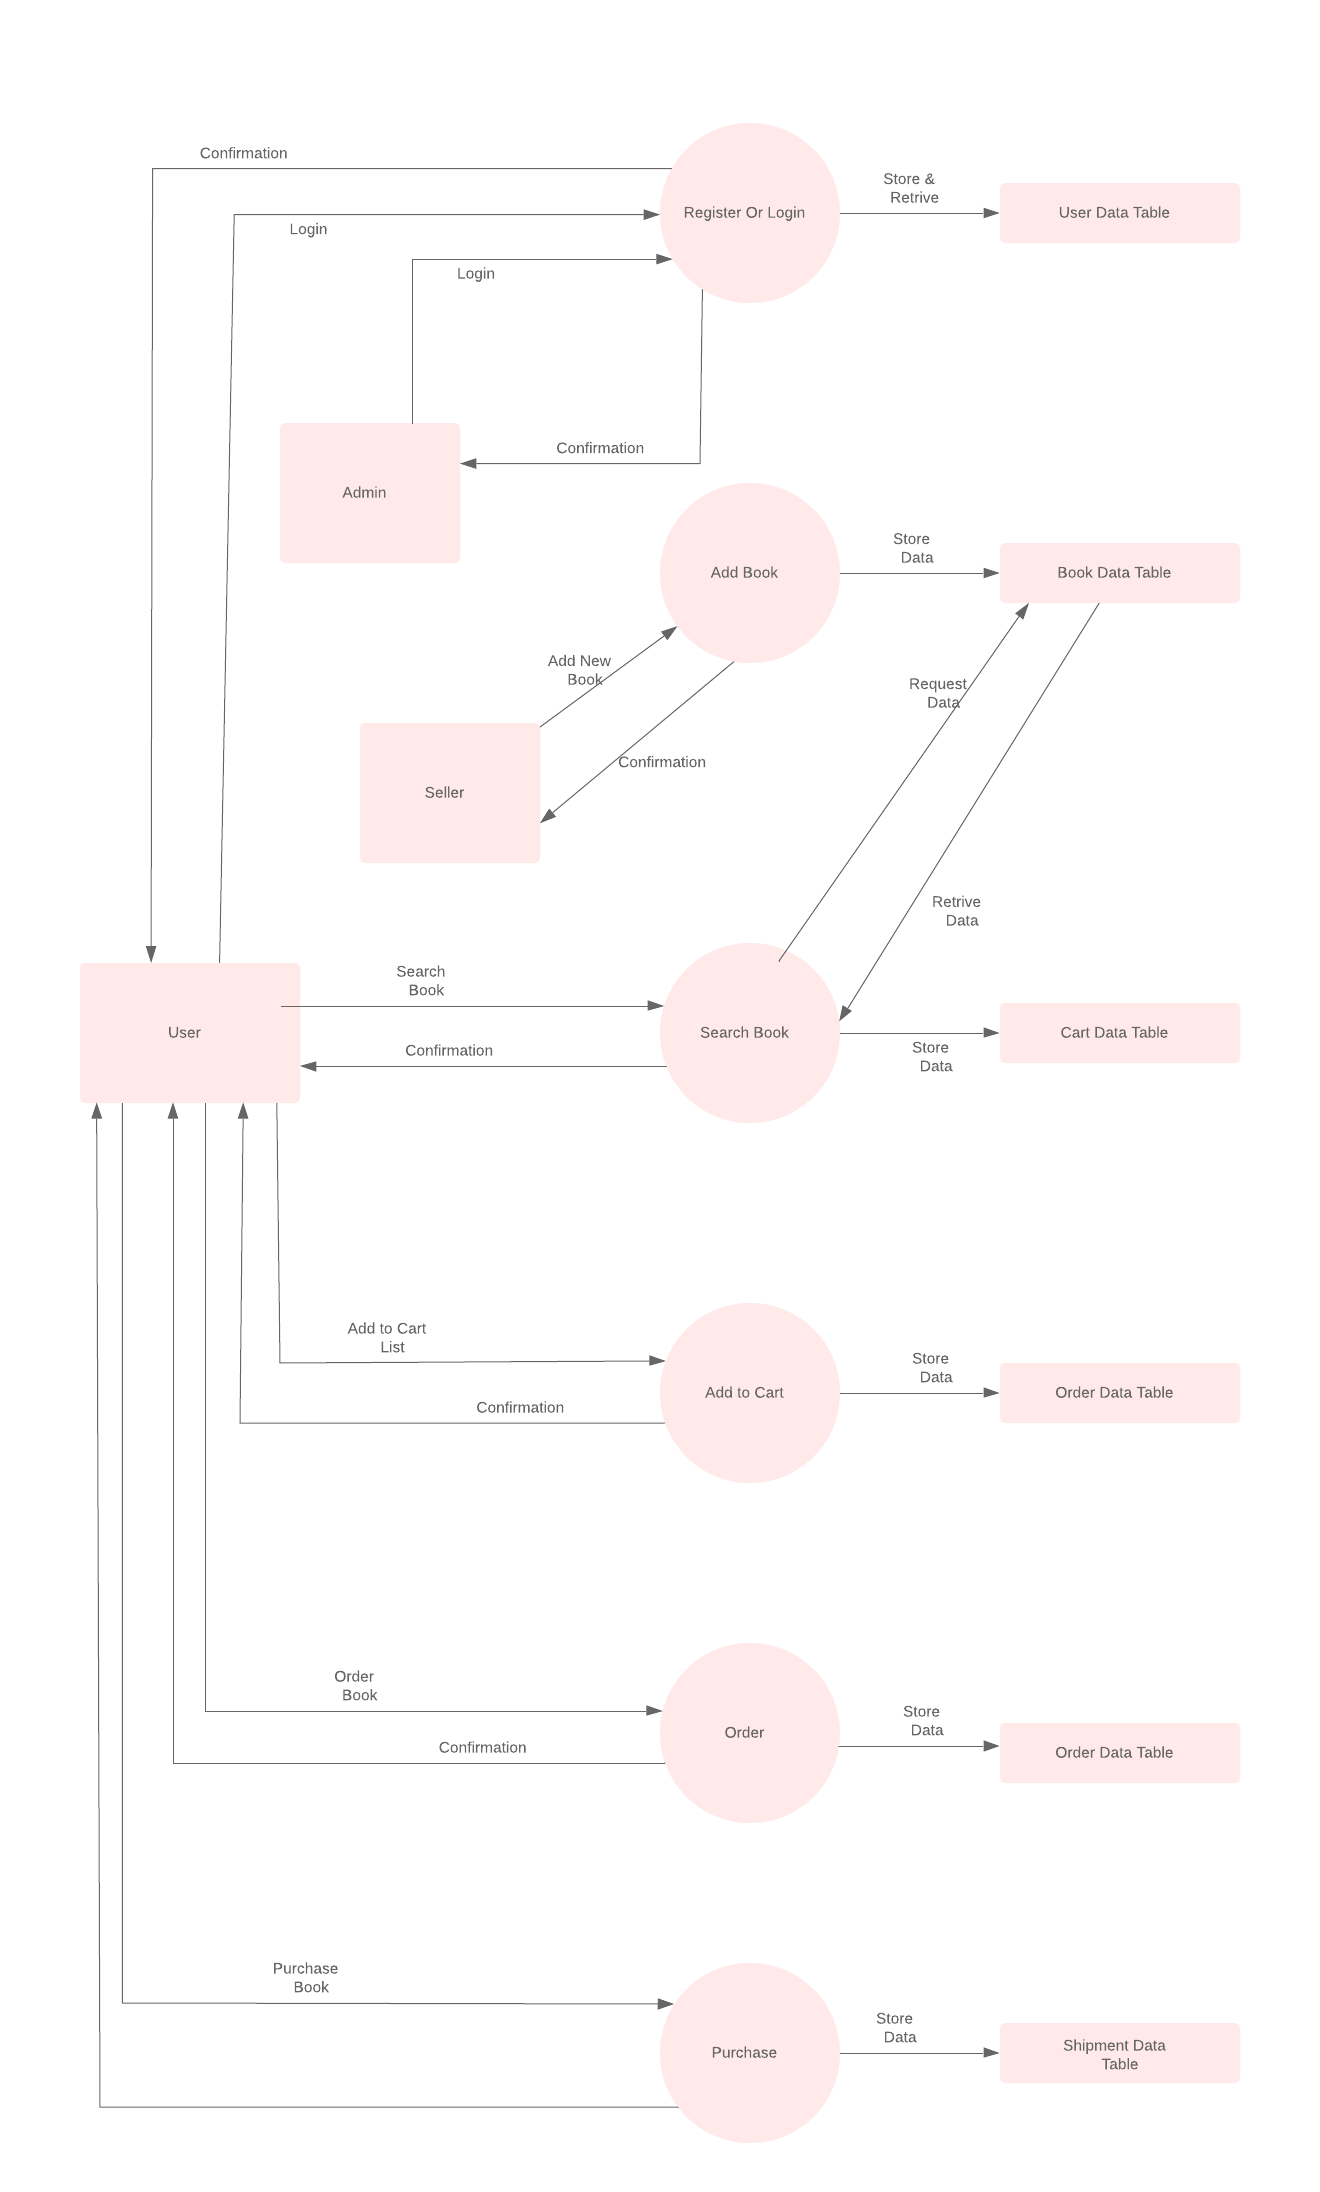 Confirmation
Store &
Retrive
Register Or Login
User Data Table
Login
Login
Confirmation
Admin
Store
Data
Add Book
Book Data Table
Add New
Book
Request
Data
Confirmation
Seller
Retrive
Data
Search
Book
User
Search Book
Cart Data Table
Confirmation
Store
Data
Add to Cart
List
Store
Data
Add to Cart
Order Data Table
Confirmation
Order
Book
Store
Data
Order
Order Data Table
Confirmation
Purchase
Book
Store
Data
Purchase
Shipment Data
Table